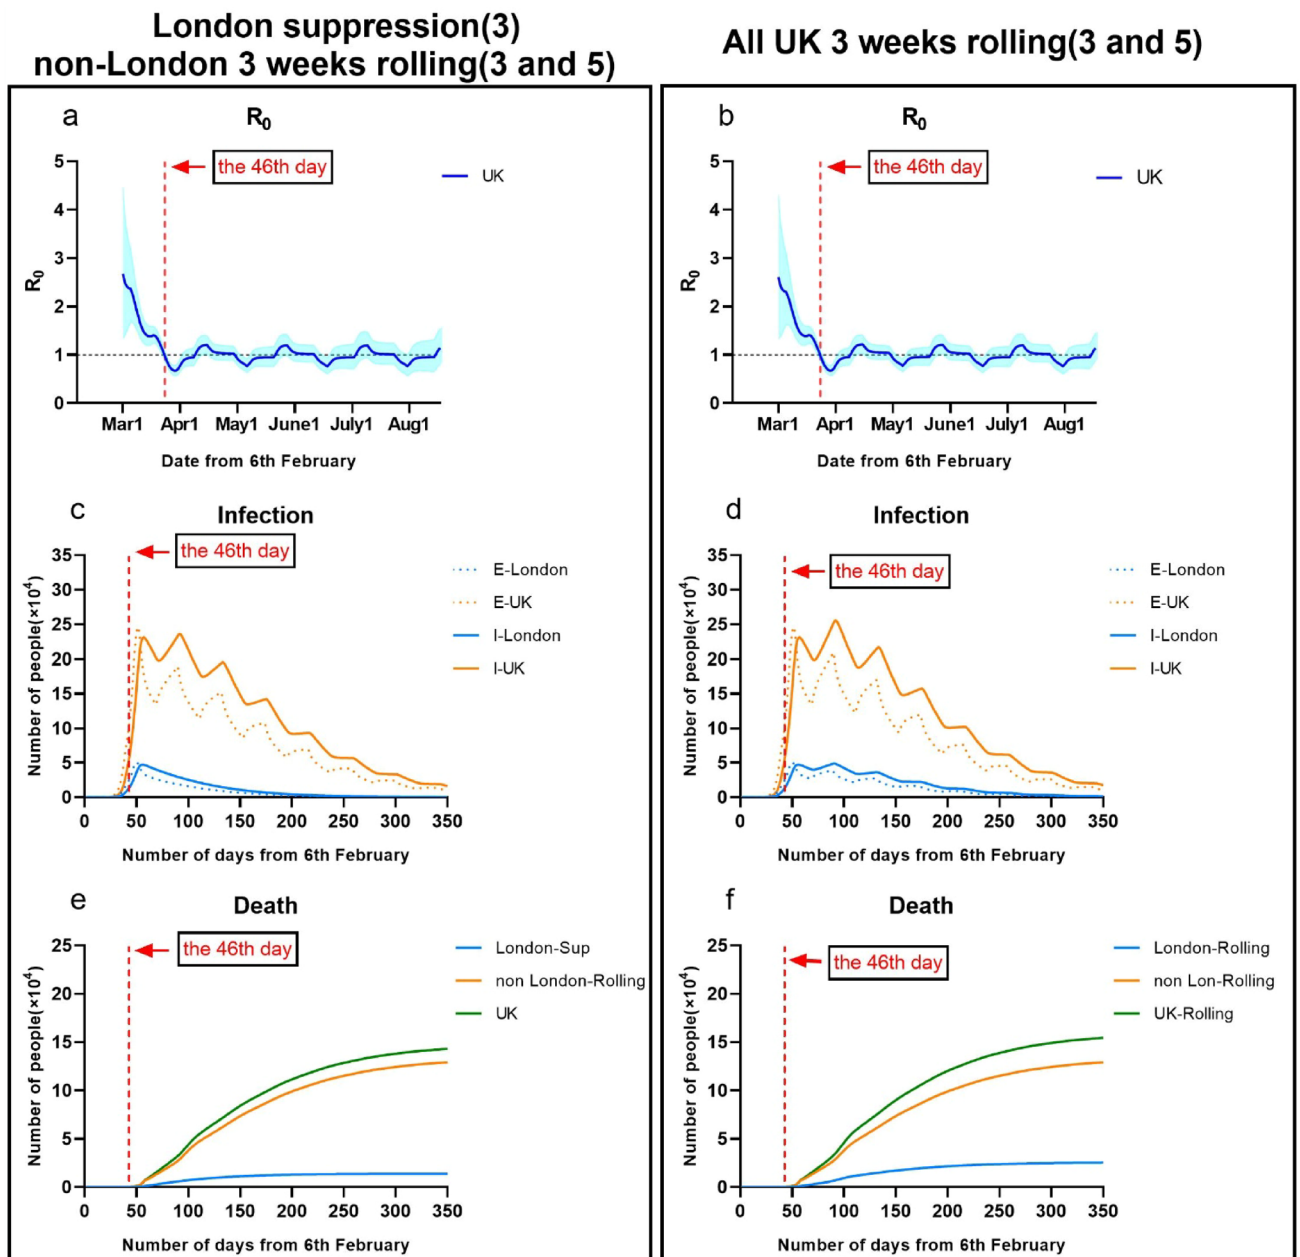 London suppression(3)
non-London 3 weeks rolling(3 and 5)
All UK 3 weeks rolling(3 and 5)
a
R0
5
4
3
2
1
0
R0
the 46th day
UK
Mar1 Apr1 May1 June1 July1 Aug1
Date from 6th February
b
R0
5
4
3
2
1
0
R0
the 46th day
UK
Mar1 Apr1 May1 June1 July1 Aug1
Date from 6th February
c
Infection
the 46th day
35
30
25
20
15
10
5
0
Number of people(×10^4)
E-London
E-UK
I-London
I-UK
0 50 100 150 200 250 300 350
Number of days from 6th February
d
Infection
the 46th day
35
30
25
20
15
10
5
0
Number of people(×10^4)
E-London
E-UK
I-London
I-UK
0 50 100 150 200 250 300 350
Number of days from 6th February
e
Death
the 46th day
25
20
15
10
5
0
Number of people(×10^4)
London-Sup
non London-Rolling
UK
0 50 100 150 200 250 300 350
Number of days from 6th February
f
Death
the 46th day
25
20
15
10
5
0
Number of people(×10^4)
London-Rolling
non Lon-Rolling
UK-Rolling
0 50 100 150 200 250 300 350
Number of days from 6th February